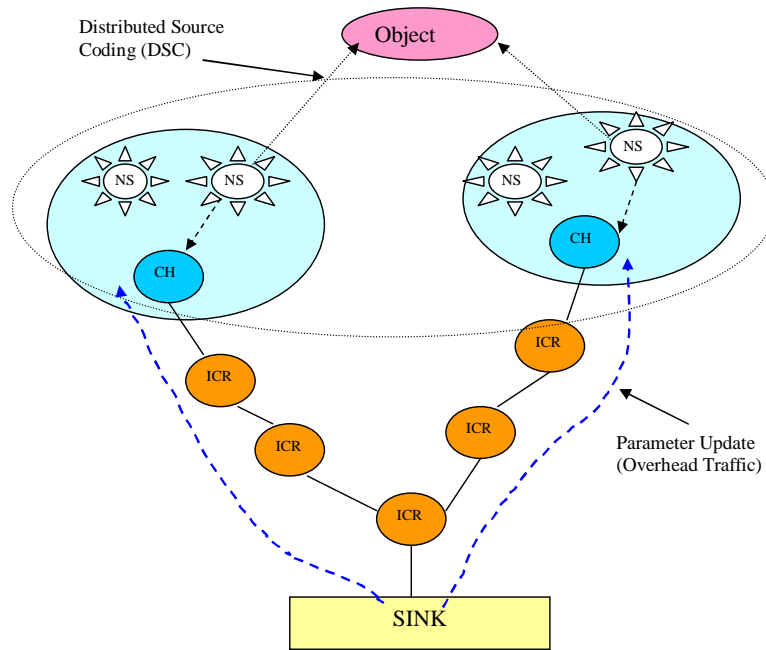 Distributed Source
Coding (DSC)
Object
NS
NS
NS
NS
CH
CH
ICR
ICR
ICR
ICR
ICR
Parameter Update
(Overhead Traffic)
SINK